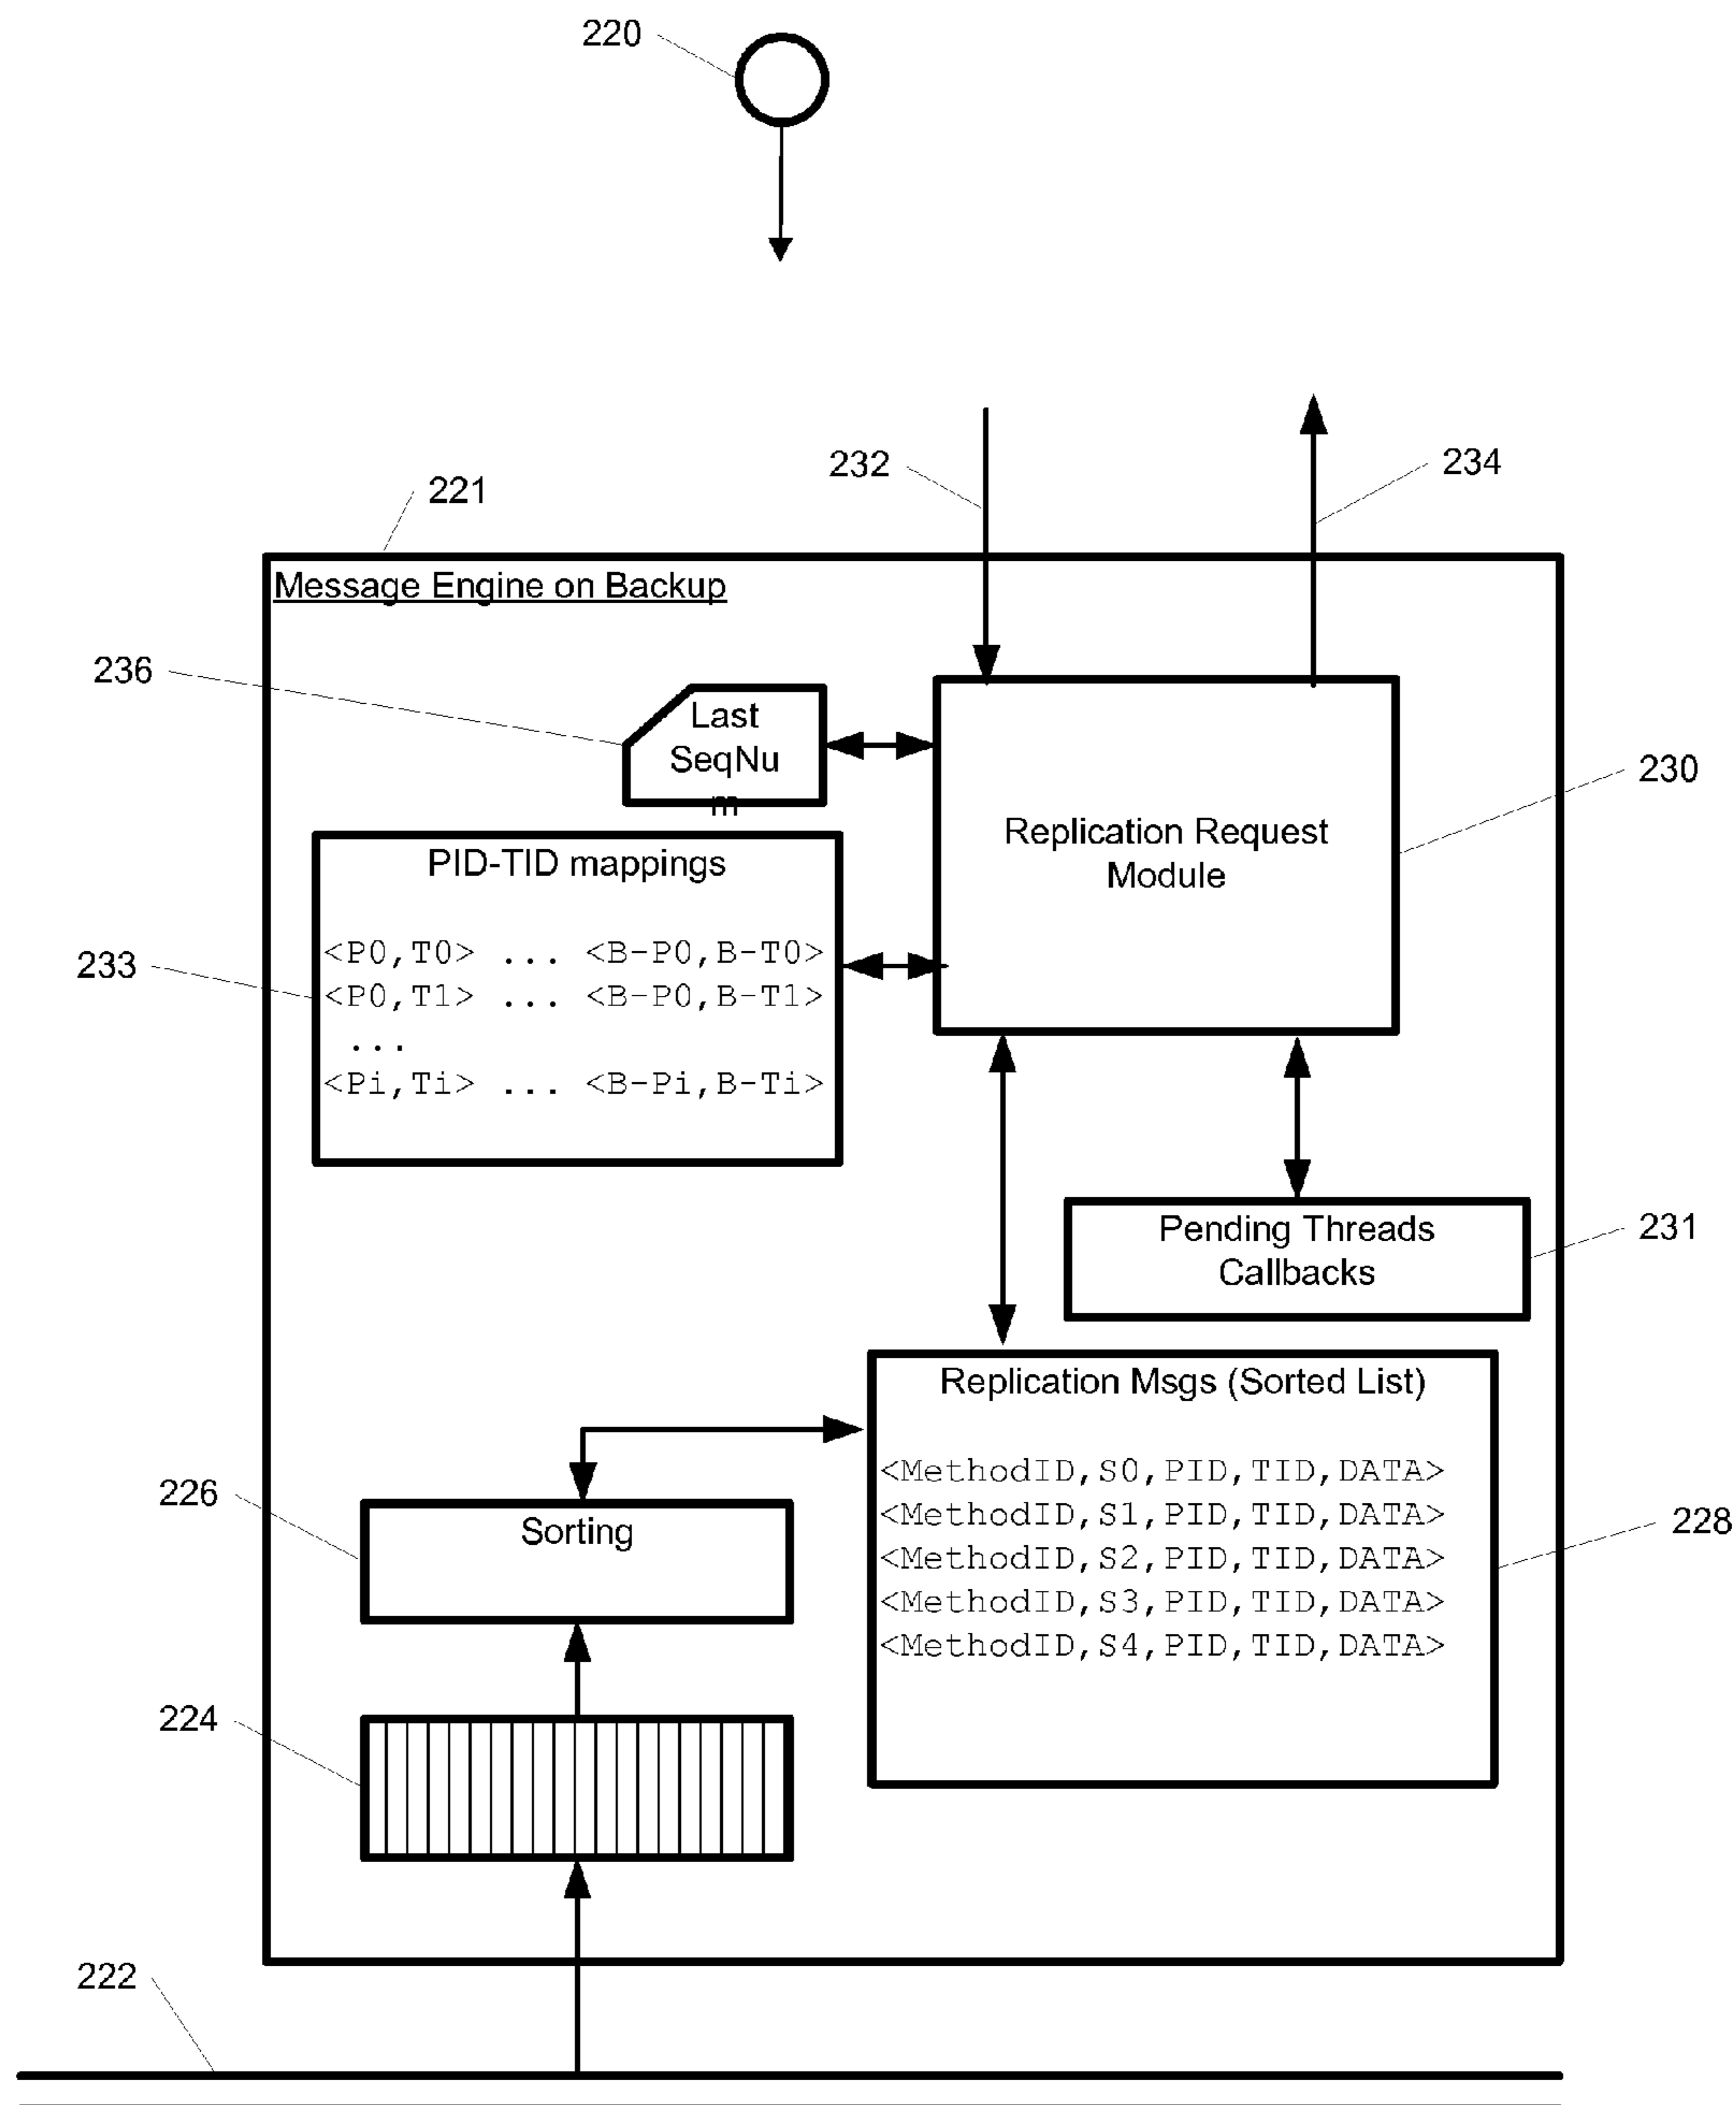 220
232
234
221
Message Engine on Backup
236
Last
SeqNu
m
230
Replication Request
Module
PID-TID mappings
233
<P0,T0> ... <B-P0,B-T0>
<P0,T1> ... <B-P0,B-T1>
...
<Pi,Ti> ... <B-Pi,B-Ti>
Pending Threads
Callbacks
231
Replication Msgs (Sorted List)
<MethodID,S0,PID,TID,DATA>
<MethodID,S1,PID,TID,DATA>
<MethodID,S2,PID,TID,DATA>
<MethodID,S3,PID,TID,DATA>
<MethodID,S4,PID,TID,DATA>
228
226
Sorting
224
222